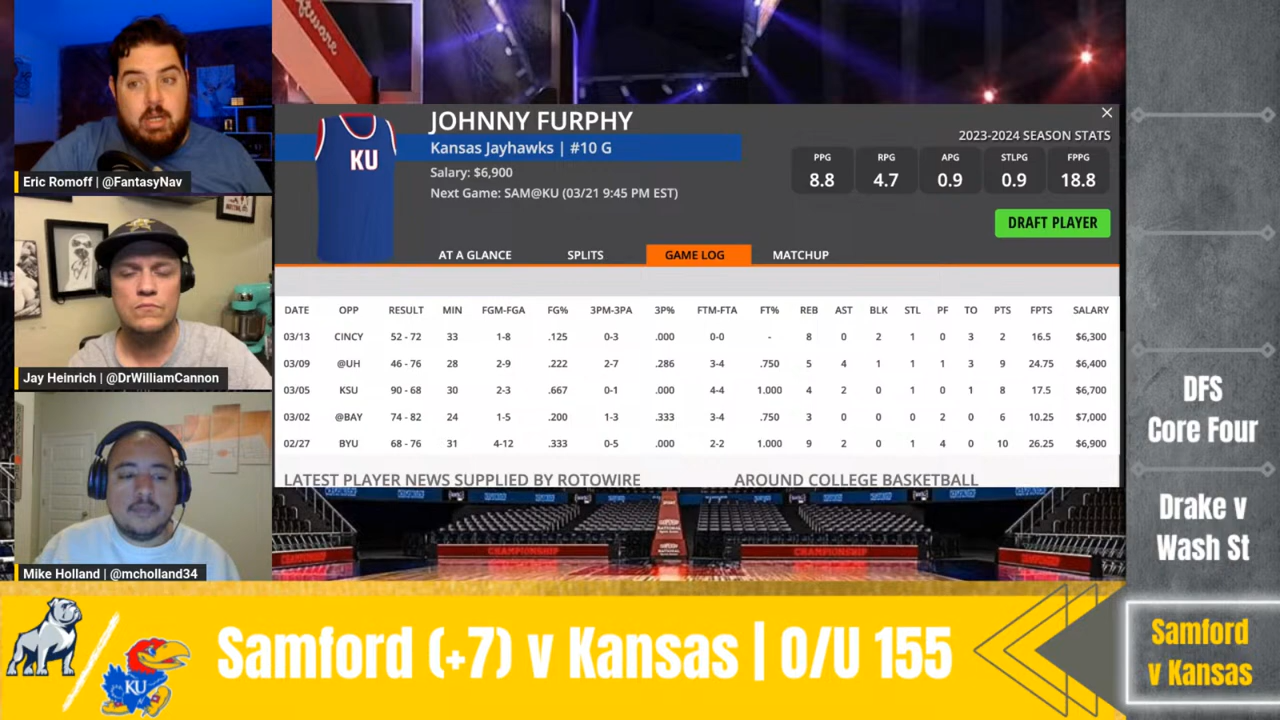 Eric Romoff | @FantasyNav
Jay Heinrich | @DrWilliamCannon
Mike Holland | @mcholland34
KU
JOHNNY FURPHY
Kansas Jayhawks | #10 G
Salary: $6,900
Next Game: SAM@KU (03/21 9:45 PM EST)
2023-2024 SEASON STATS
PPG RPG APG STLPG FPPG
8.8 4.7 0.9 0.9 18.8
DRAFT PLAYER
AT A GLANCE SPLITS GAME LOG MATCHUP
DATE OPP RESULT MIN FGM-FGA FG% 3PM-3PA 3P% FTM-FTA FT% REB AST BLK STL PF TO PTS FPTS SALARY
03/13 CINCY 52 - 72 33 1-8 .125 0-3 .000 0-0 - 8 0 2 1 0 3 2 16.5 $6,300
03/09 @UH 46 - 76 28 2-9 .222 2-7 .286 3-4 .750 5 4 1 1 1 3 9 24.75 $6,400
03/05 KSU 90 - 68 30 2-3 .667 0-1 .000 4-4 1.000 4 2 0 1 0 1 8 17.5 $6,700
03/02 @BAY 74 - 82 24 1-5 .200 1-3 .333 3-4 .750 3 0 0 0 2 0 6 10.25 $7,000
02/27 BYU 68 - 76 31 4-12 .333 0-5 .000 2-2 1.000 9 2 0 1 4 0 10 26.25 $6,900
LATEST PLAYER NEWS SUPPLIED BY ROTOWIRE
AROUND COLLEGE BASKETBALL
CHAMPIONSHIP
CHAMPIONSHIP
DFS
Core Four
Drake v
Wash St
Samford
v Kansas
KU
Samford (+7) v Kansas | O/U 155